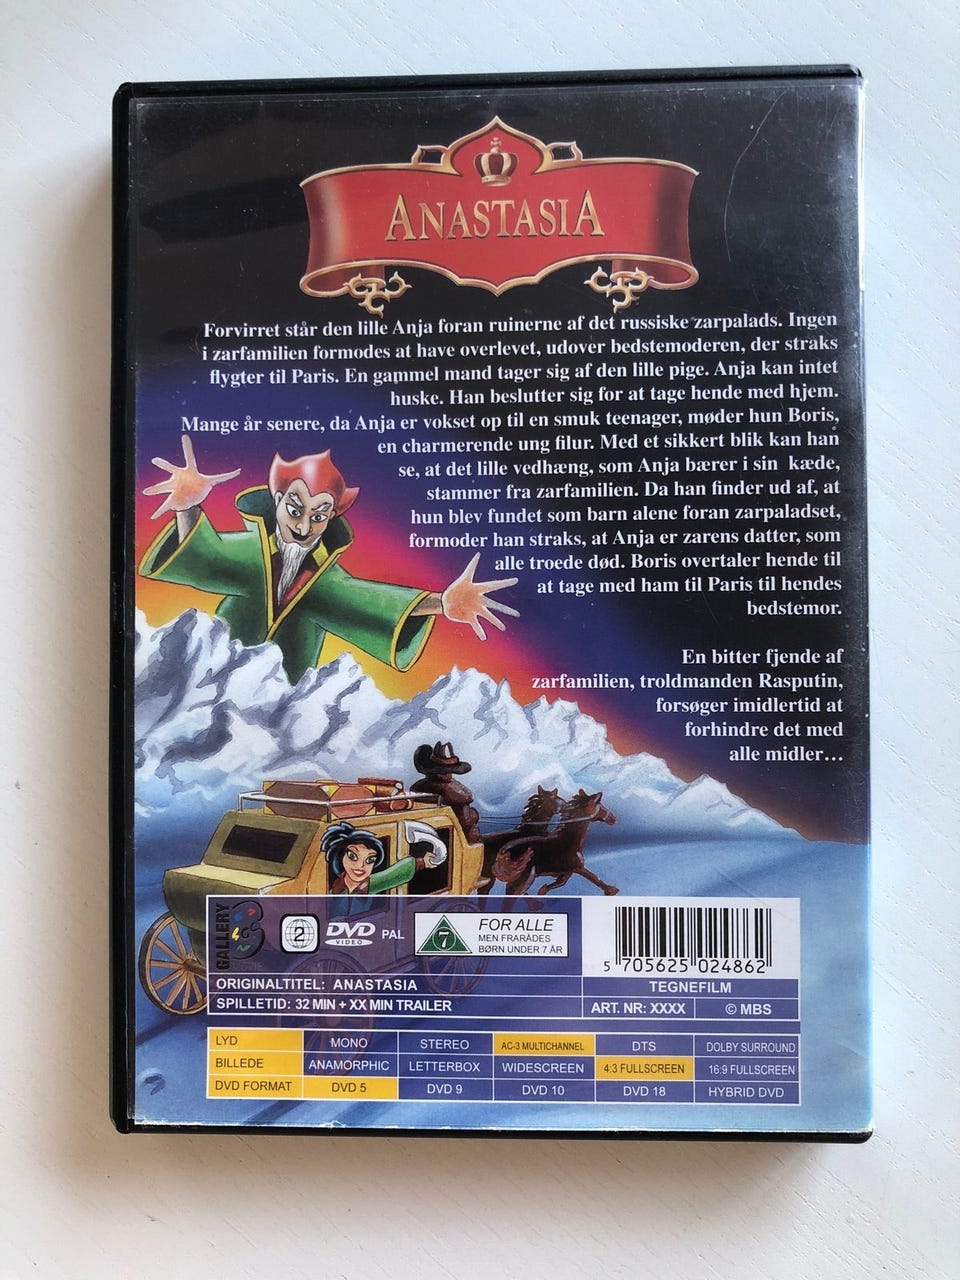 ANASTASIA
Forvirret står den lille Anja foran ruinerne af det russiske zarpalads. Ingen
i zarfamilien formodes at have overlevet, udover bedstemoderen, der straks
flygter til Paris. En gammel mand tager sig af den lille pige. Anja kan intet
huske. Han beslutter sig for at tage hende med hjem.
Mange år senere, da Anja er vokset op til en smuk teenager, møder hun Boris,
en charmerende ung filur. Med et sikkert blik kan han
se, at det lille vedhæng, som Anja bærer i sin kæde,
stammer fra zarfamilien. Da han finder ud af, at
hun blev fundet som barn alene foran zarpaladset,
formoder han straks, at Anja er zarens datter, som
alle troede død. Boris overtaler hende til
at tage med ham til Paris til hendes
bedstemor.
En bitter fjende af
zarfamilien, troldmanden Rasputin,
forsøger imidlertid at
forhindre det med
alle midler...
GALLERY
2
DVD
VIDEO
PAL
7
FOR ALLE
MEN FRARÅDES
BØRN UNDER 7 ÅR
5 705625 024862
ORIGINALTITEL: ANASTASIA
TEGNEFILM
SPILLETID: 32 MIN + XX MIN TRAILER
ART. NR: XXXX
© MBS
LYD MONO STEREO AC-3 MULTICHANNEL DTS DOLBY SURROUND
BILLEDE ANAMORPHIC LETTERBOX WIDESCREEN 4:3 FULLSCREEN 16:9 FULLSCREEN
DVD FORMAT DVD 5 DVD 9 DVD 10 DVD 18 HYBRID DVD